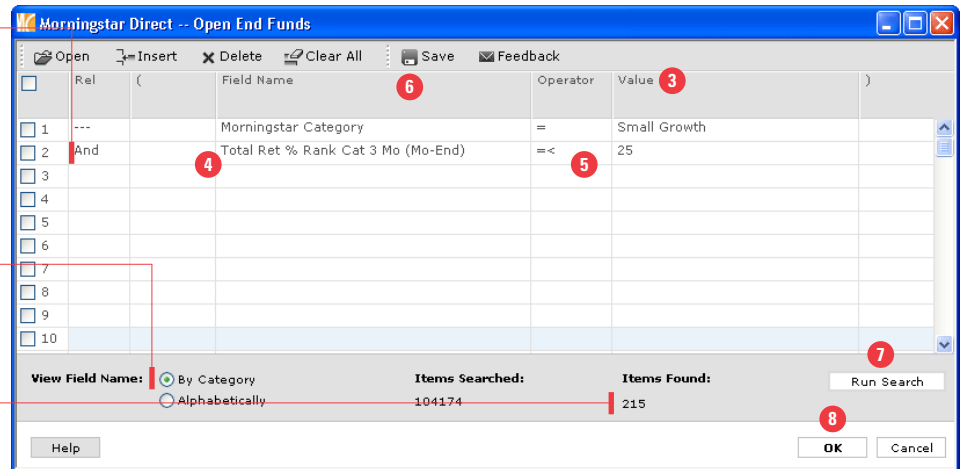 Morningstar Direct -- Open End Funds
Open Insert Delete Clear All Save Feedback
Rel ( Field Name 6 Operator Value 3 )
1 --- Morningstar Category = Small Growth
2 And 4 Total Ret % Rank Cat 3 Mo (Mo-End) =< 5 25
3
4
5
6
7
8
9
10
7
View Field Name: By Category Items Searched: Items Found: Run Search
Alphabetically 104174 215
8
Help OK Cancel